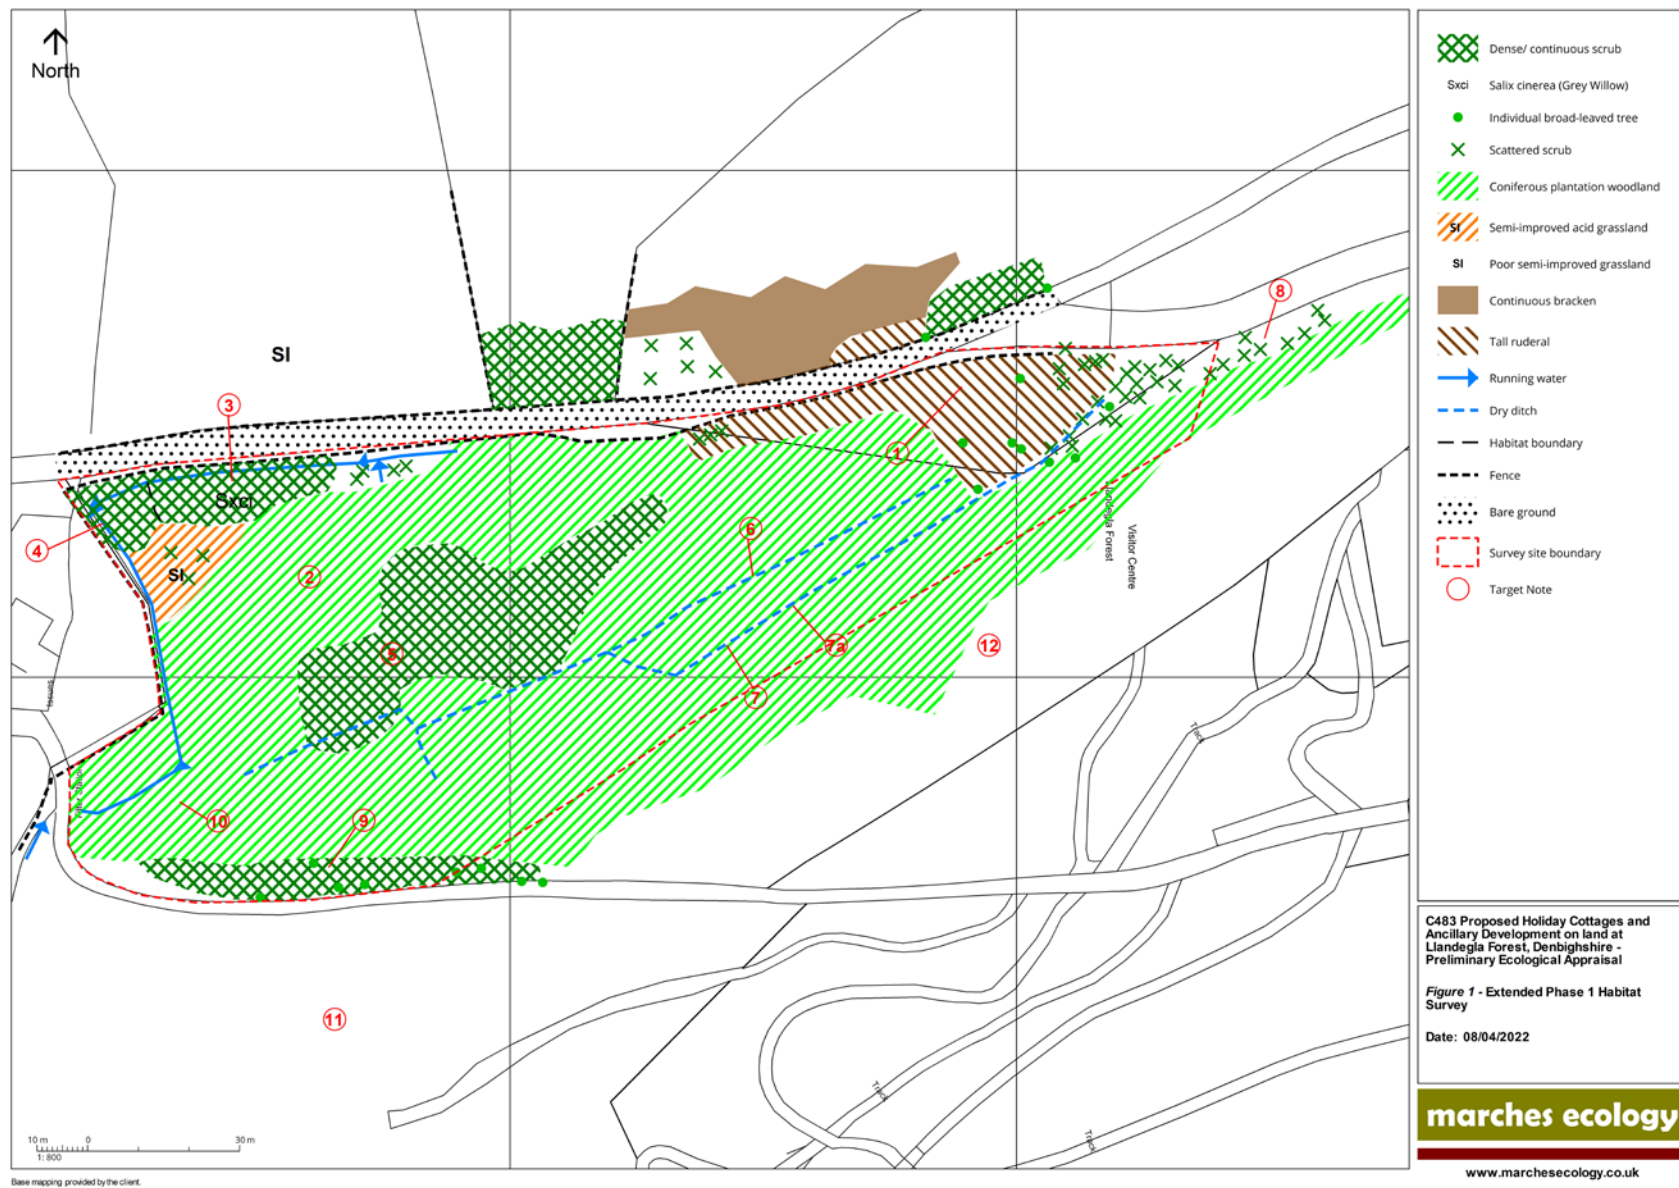 North
SI
3
Sxci
4
SI
2
5
6
1
8
7a
7
12
10
9
11
Llandegla Forest
Visitor Centre
Track
Track
Track
10 m 0 30 m
1: 800
Base mapping provided by the client.
Dense/ continuous scrub
Sxci Salix cinerea (Grey Willow)
Individual broad-leaved tree
Scattered scrub
Coniferous plantation woodland
SI Semi-improved acid grassland
SI Poor semi-improved grassland
Continuous bracken
Tall ruderal
Running water
Dry ditch
Habitat boundary
Fence
Bare ground
Survey site boundary
Target Note
C483 Proposed Holiday Cottages and
Ancillary Development on land at
Llandegla Forest, Denbighshire -
Preliminary Ecological Appraisal
Figure 1 - Extended Phase 1 Habitat
Survey
Date: 08/04/2022
marches ecology
www.marchesecology.co.uk